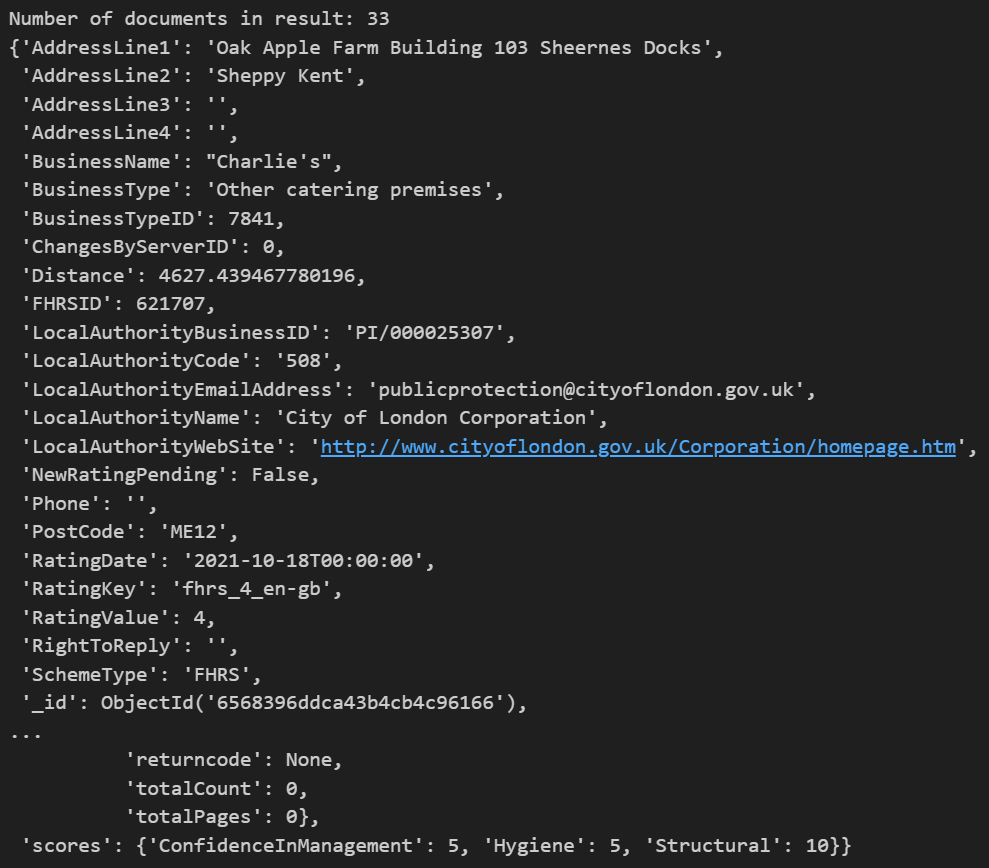 Number of documents in result: 33
{'AddressLine1': 'Oak Apple Farm Building 103 Sheernes Docks',
 'AddressLine2': 'Sheppy Kent',
 'AddressLine3': '',
 'AddressLine4': '',
 'BusinessName': "Charlie's",
 'BusinessType': 'Other catering premises',
 'BusinessTypeID': 7841,
 'ChangesByServerID': 0,
 'Distance': 4627.439467780196,
 'FHRSID': 621707,
 'LocalAuthorityBusinessID': 'PI/000025307',
 'LocalAuthorityCode': '508',
 'LocalAuthorityEmailAddress': 'publicprotection@cityoflondon.gov.uk',
 'LocalAuthorityName': 'City of London Corporation',
 'LocalAuthorityWebSite': 'http://www.cityoflondon.gov.uk/Corporation/homepage.htm',
 'NewRatingPending': False,
 'Phone': '',
 'PostCode': 'ME12',
 'RatingDate': '2021-10-18T00:00:00',
 'RatingKey': 'fhrs_4_en-gb',
 'RatingValue': 4,
 'RightToReply': '',
 'SchemeType': 'FHRS',
 '_id': ObjectId('6568396ddca43b4cb4c96166'),
...
          'returncode': None,
          'totalCount': 0,
          'totalPages': 0},
 'scores': {'ConfidenceInManagement': 5, 'Hygiene': 5, 'Structural': 10}}